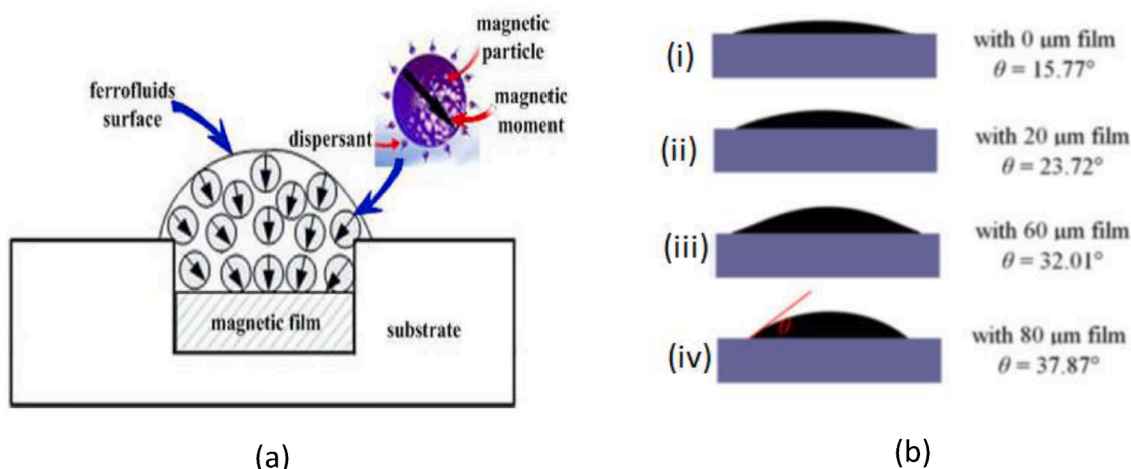 magnetic
particle
magnetic
moment
ferrofluids
surface
dispersant
magnetic film
substrate
(a)
(i)
with 0 μm film
θ = 15.77°
(ii)
with 20 μm film
θ = 23.72°
(iii)
with 60 μm film
θ = 32.01°
(iv)
θ
with 80 μm film
θ = 37.87°
(b)